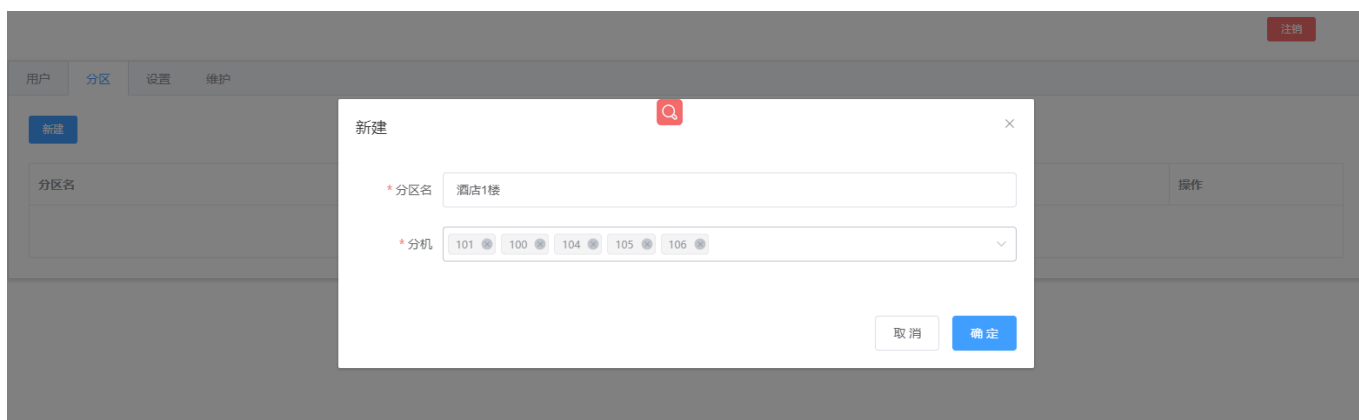 注销
用户 分区 设置 维护
新建
分区名 操作
新建
* 分区名 酒店1楼
* 分机 101 100 104 105 106
取消 确定